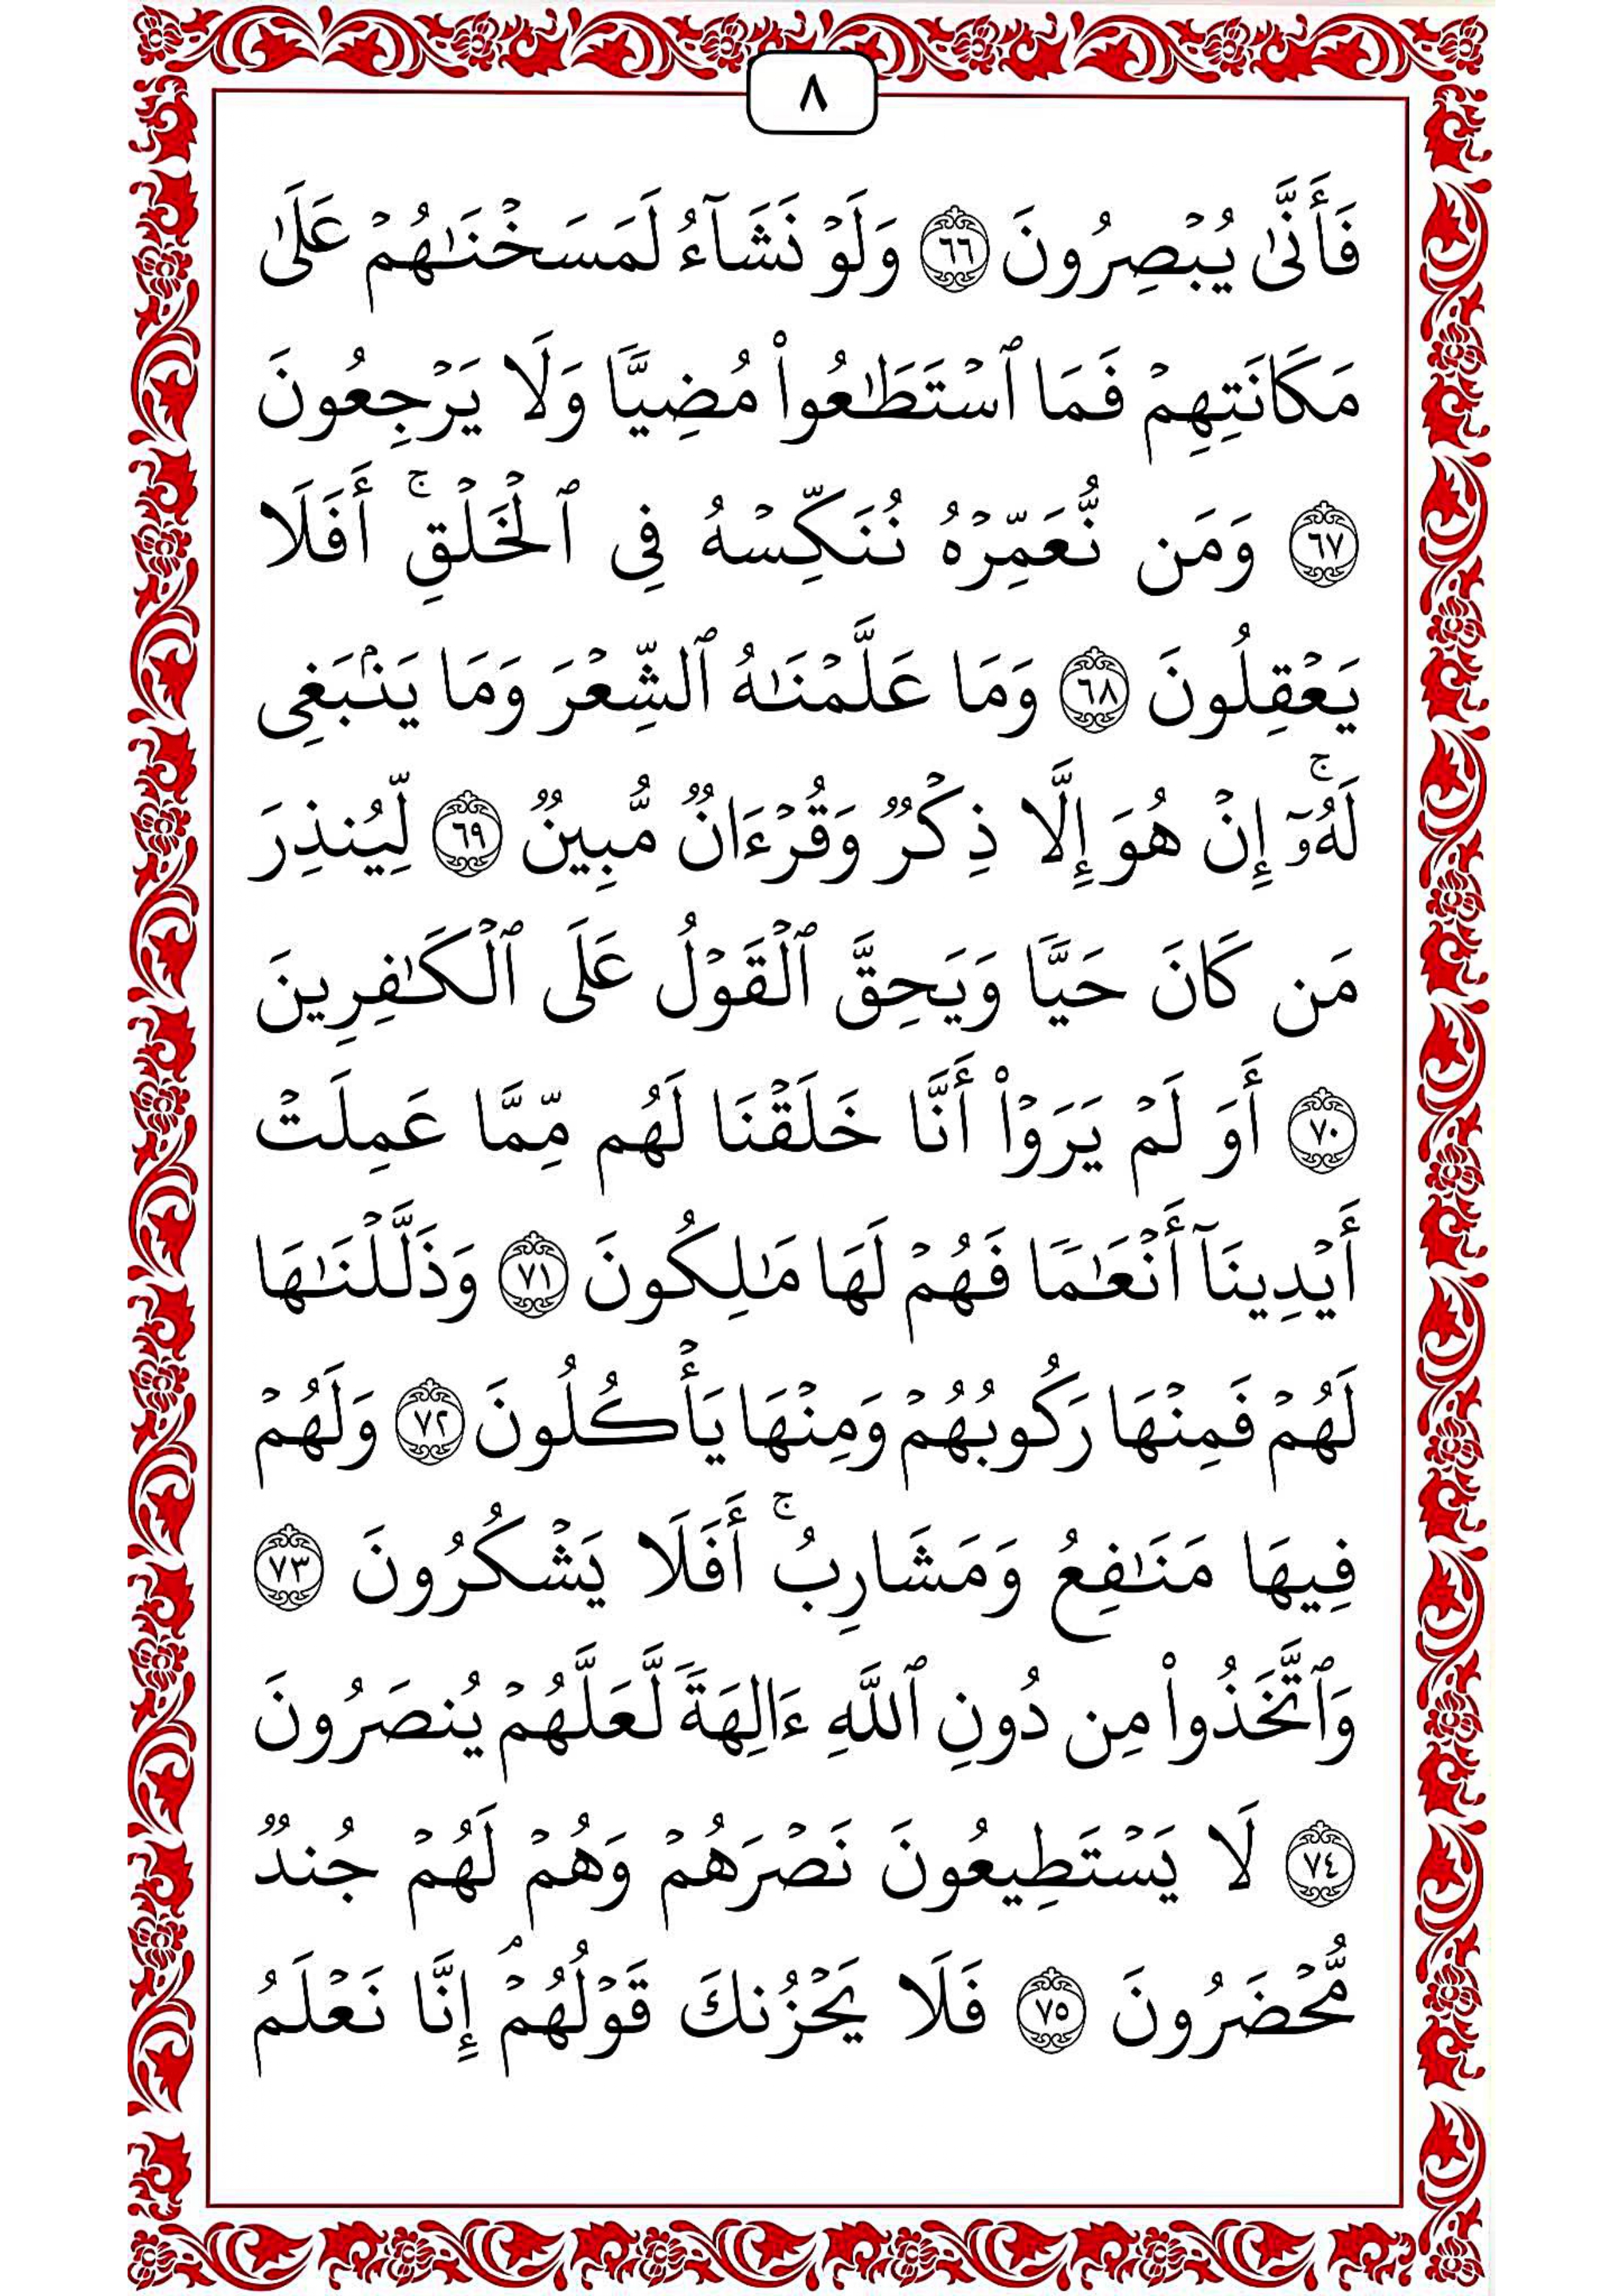 ٨
فَأَنَّىٰ يُبۡصِرُونَ ٦٦ وَلَوۡ نَشَآءُ لَمَسَخۡنَٰهُمۡ عَلَىٰ
مَكَانَتِهِمۡ فَمَا ٱسۡتَطَٰعُواْ مُضِيّٗا وَلَا يَرۡجِعُونَ
٦٧ وَمَن نُّعَمِّرۡهُ نُنَكِّسۡهُ فِي ٱلۡخَلۡقِۚ أَفَلَا
يَعۡقِلُونَ ٦٨ وَمَا عَلَّمۡنَٰهُ ٱلشِّعۡرَ وَمَا يَنۢبَغِي
لَهُۥٓۚ إِنۡ هُوَ إِلَّا ذِكۡرٞ وَقُرۡءَانٞ مُّبِينٞ ٦٩ لِّيُنذِرَ
مَن كَانَ حَيّٗا وَيَحِقَّ ٱلۡقَوۡلُ عَلَى ٱلۡكَٰفِرِينَ
٧٠ أَوَ لَمۡ يَرَوۡاْ أَنَّا خَلَقۡنَا لَهُم مِّمَّا عَمِلَتۡ
أَيۡدِينَآ أَنۡعَٰمٗا فَهُمۡ لَهَا مَٰلِكُونَ ٧١ وَذَلَّلۡنَٰهَا
لَهُمۡ فَمِنۡهَا رَكُوبُهُمۡ وَمِنۡهَا يَأۡكُلُونَ ٧٢ وَلَهُمۡ
فِيهَا مَنَٰفِعُ وَمَشَارِبُۚ أَفَلَا يَشۡكُرُونَ ٧٣
وَٱتَّخَذُواْ مِن دُونِ ٱللَّهِ ءَالِهَةٗ لَّعَلَّهُمۡ يُنصَرُونَ
٧٤ لَا يَسۡتَطِيعُونَ نَصۡرَهُمۡ وَهُمۡ لَهُمۡ جُندٞ
مُّحۡضَرُونَ ٧٥ فَلَا يَحۡزُنكَ قَوۡلُهُمۡۘ إِنَّا نَعۡلَمُ